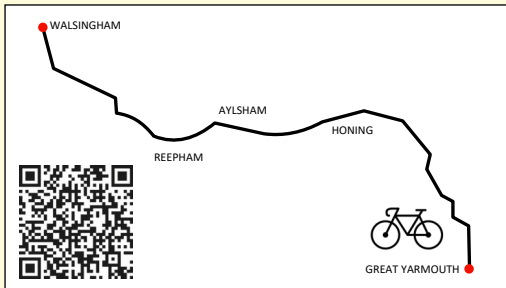 WALSINGHAM
AYLSHAM
HONING
REEPHAM
GREAT YARMOUTH